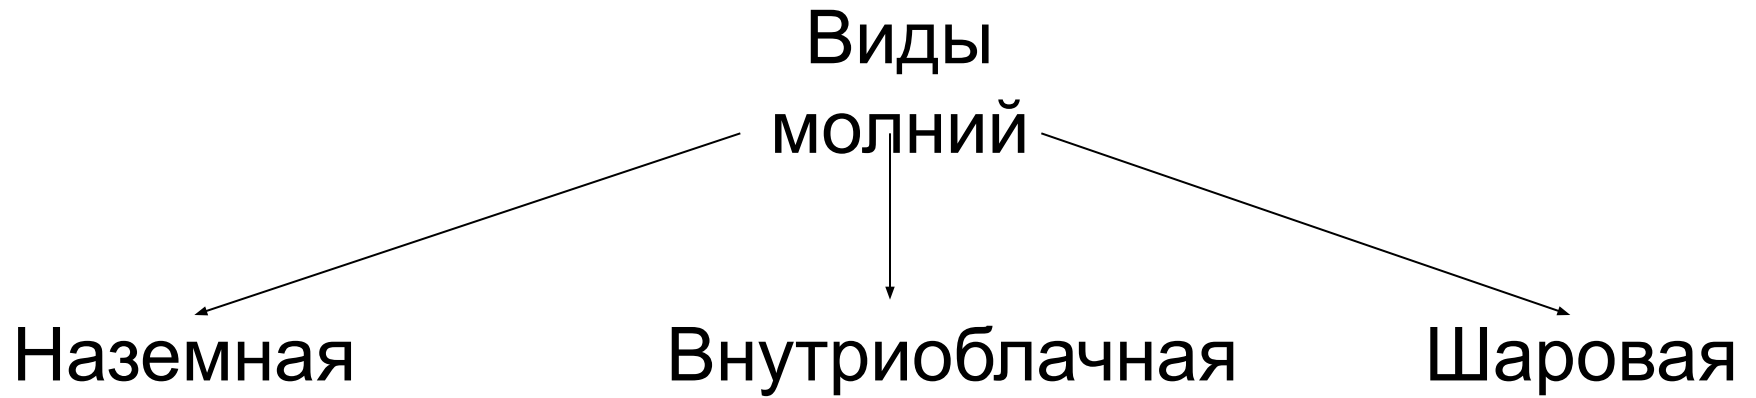 Виды
молний
Наземная
Внутриоблачная
Шаровая